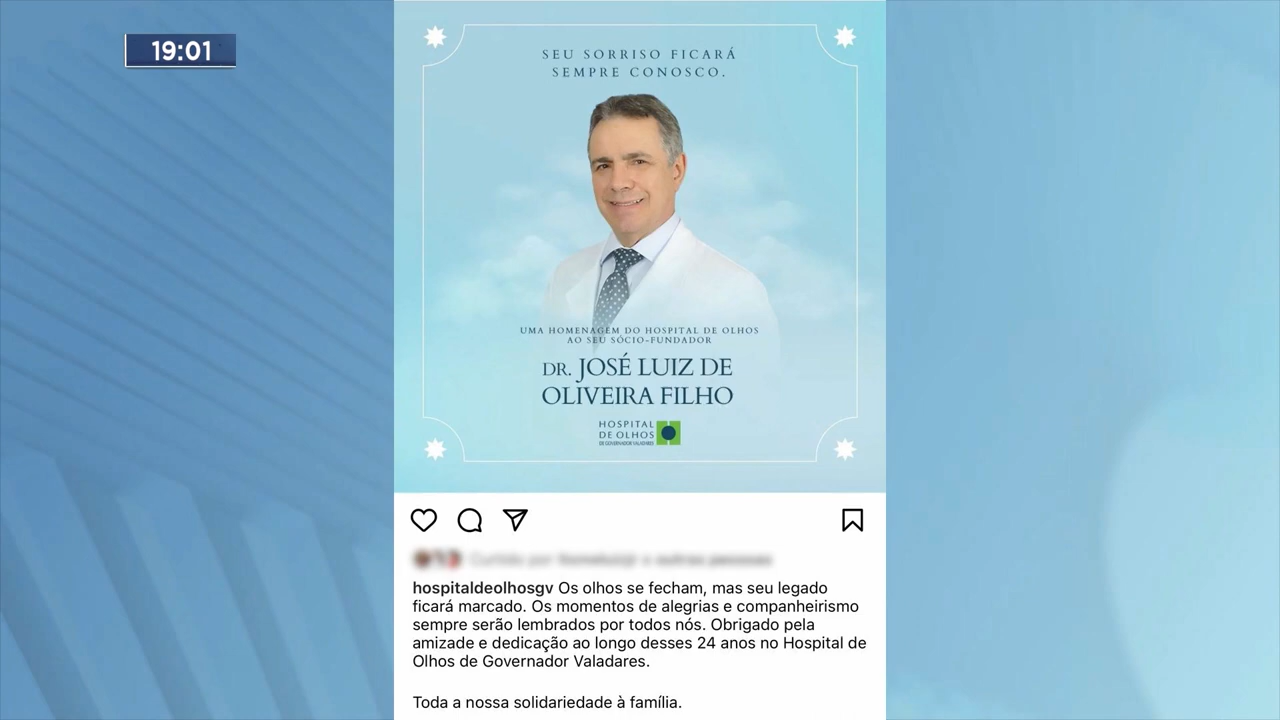 19:01
SEU SORRISO FICARÁ
SEMPRE CONOSCO.
UMA HOMENAGEM DO HOSPITAL DE OLHOS
AO SEU SÓCIO-FUNDADOR
DR. JOSÉ LUIZ DE
OLIVEIRA FILHO
HOSPITAL
DE OLHOS
DE GOVERNADOR VALADARES
hospitaldeolhosgv Os olhos se fecham, mas seu legado
ficará marcado. Os momentos de alegrias e companheirismo
sempre serão lembrados por todos nós. Obrigado pela
amizade e dedicação ao longo desses 24 anos no Hospital de
Olhos de Governador Valadares.
Toda a nossa solidariedade à família.